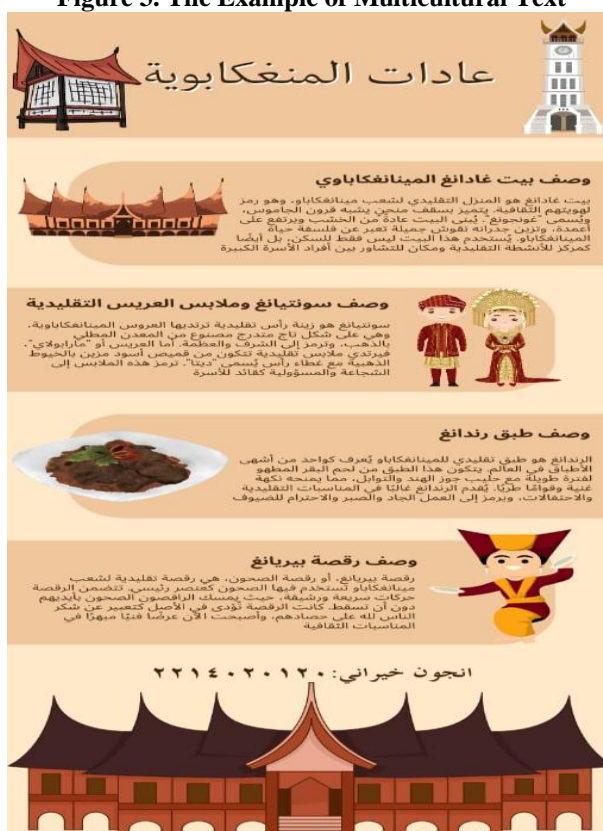 Figure 3. The Example of Multicultural Text
عادات المنغكابوية
وصف بيت غادانغ المينانغكاباوي
بيت غادانغ هو المنزل التقليدي لشعب مينانغكاباو، وهو رمز
لهويتهم الثقافية. يتميز بسقف منحنٍ يشبه قرون الجاموس،
ويُسمى "غونجونغ". يُبنى البيت عادةً من الخشب ويرتفع على
أعمدة، وتزين جدرانه نقوش جميلة تعبر عن فلسفة حياة
المينانغكاباو. يُستخدم هذا البيت ليس فقط للسكن، بل أيضًا
كمركز للأنشطة التقليدية ومكان للتشاور بين أفراد الأسرة الكبيرة
وصف سونتيانغ وملابس العريس التقليدية
سونتيانغ هو زينة رأس تقليدية ترتديها العروس المينانغكاباوية،
وهي على شكل تاج متدرج مصنوع من المعدن المطلي
بالذهب، وترمز إلى الشرف والعظمة. أما العريس أو "مارابولاي"،
فيرتدي ملابس تقليدية تتكون من قميص أسود مزين بالخيوط
الذهبية مع غطاء رأس يُسمى "ديتا". ترمز هذه الملابس إلى
الشجاعة والمسؤولية كقائد للأسرة
وصف طبق رندانغ
الرندانغ هو طبق تقليدي للمينانغكاباو يُعرف كواحد من أشهى
الأطباق في العالم. يتكون هذا الطبق من لحم البقر المطهو
لفترة طويلة مع حليب جوز الهند والتوابل، مما يمنحه نكهة
غنية وقوامًا طريًا. يُقدم الرندانغ غالبًا في المناسبات التقليدية
والاحتفالات، ويرمز إلى العمل الجاد والصبر والاحترام للضيوف
وصف رقصة بيريانغ
رقصة بيريانغ، أو رقصة الصحون، هي رقصة تقليدية لشعب
مينانغكاباو تُستخدم فيها الصحون كعنصر رئيسي. تتضمن الرقصة
حركات سريعة ورشيقة، حيث يمسك الراقصون الصحون بأيديهم
دون أن تسقط. كانت الرقصة تؤدى في الأصل كتعبير عن شكر
الناس لله على حصادهم، وأصبحت الآن عرضًا فنيًا مبهرًا في
المناسبات الثقافية
انجون خيراني: ٢٢١٤٠٢٠١٢٠